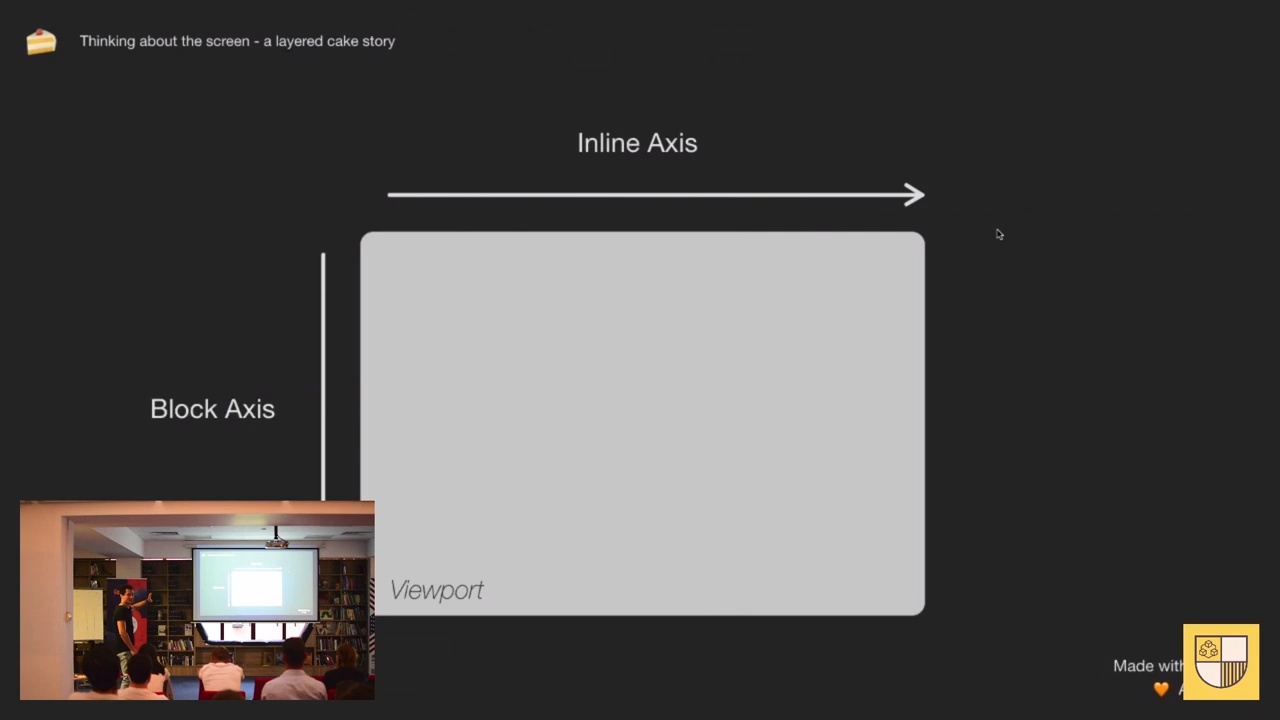 Thinking about the screen - a layered cake story
Inline Axis
Block Axis
Viewport
Made with